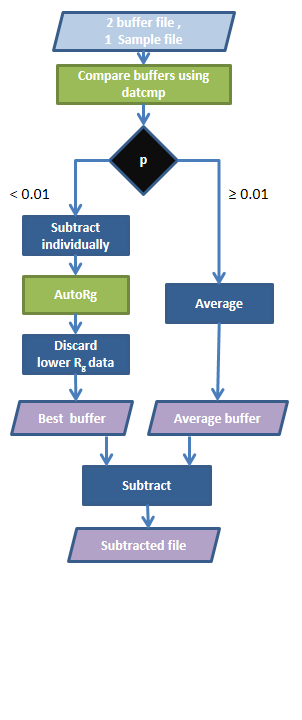 2 buffer file ,
1 Sample file
Compare buffers using
datcmp
p
< 0.01
≥ 0.01
Subtract
individually
AutoRg
Average
Discard
lower Rg data
Best buffer
Average buffer
Subtract
Subtracted file